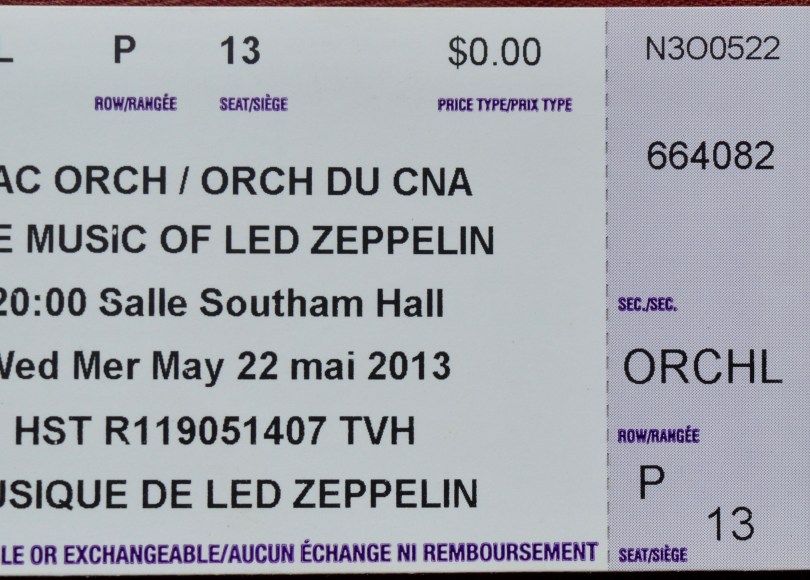 P 13 $0.00
ROW/RANGÉE SEAT/SIÈGE PRICE TYPE/PRIX TYPE
ORCH / ORCH DU CNA
MUSiC OF LED ZEPPELIN
20:00 Salle Southam Hall
Wed Mer May 22 mai 2013
HST R119051407 TVH
USIQUE DE LED ZEPPELIN
LE OR EXCHANGEABLE/AUCUN ÉCHANGE NI REMBOURSEMENT
N3O0522
664082
SEC./SEC.
ORCHL
ROW/RANGÉE
P
13
SEAT/SIÈGE